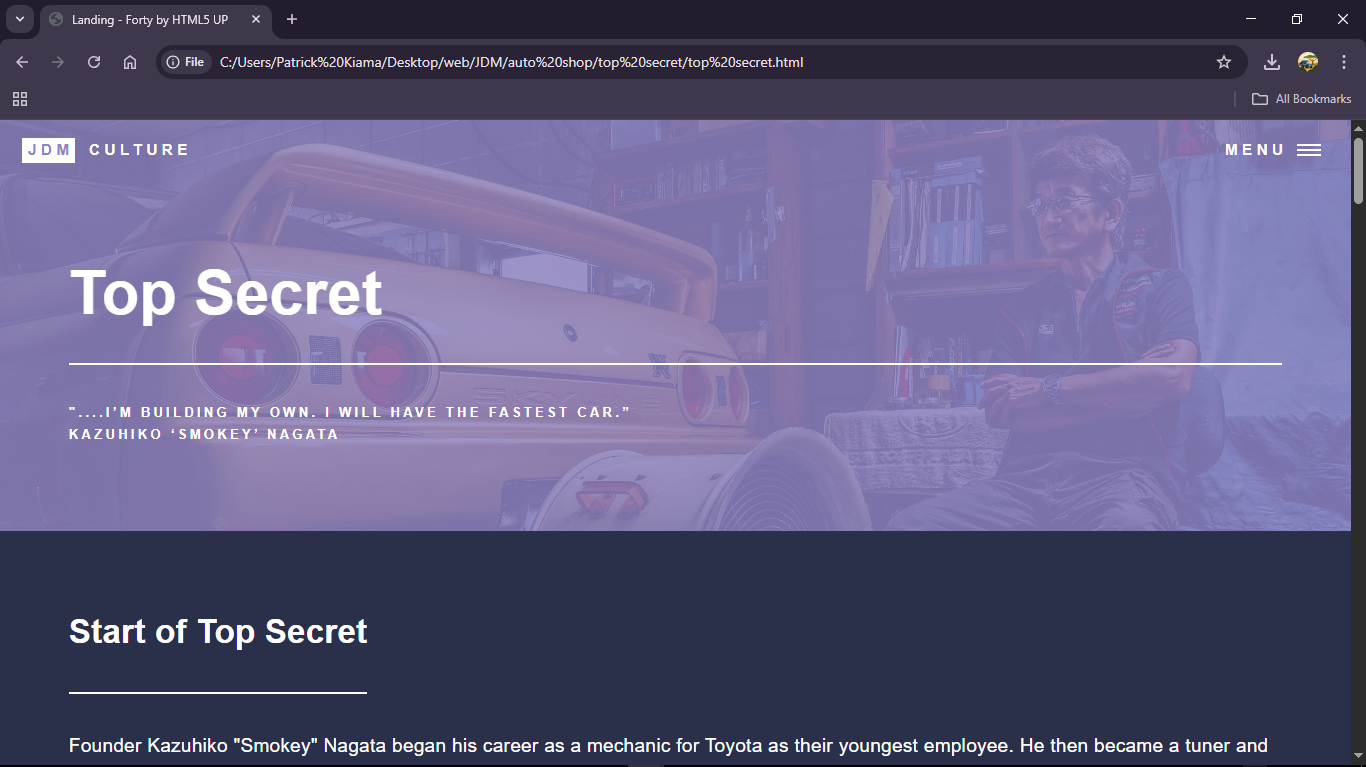 Landing - Forty by HTML5 UP
File
C:/Users/Patrick%20Kiama/Desktop/web/JDM/auto%20shop/top%20secret/top%20secret.html
All Bookmarks
JDM CULTURE
MENU
Top Secret
"....I’M BUILDING MY OWN. I WILL HAVE THE FASTEST CAR.”
KAZUHIKO ‘SMOKEY’ NAGATA
SKYLINE
Start of Top Secret
Founder Kazuhiko "Smokey" Nagata began his career as a mechanic for Toyota as their youngest employee. He then became a tuner and